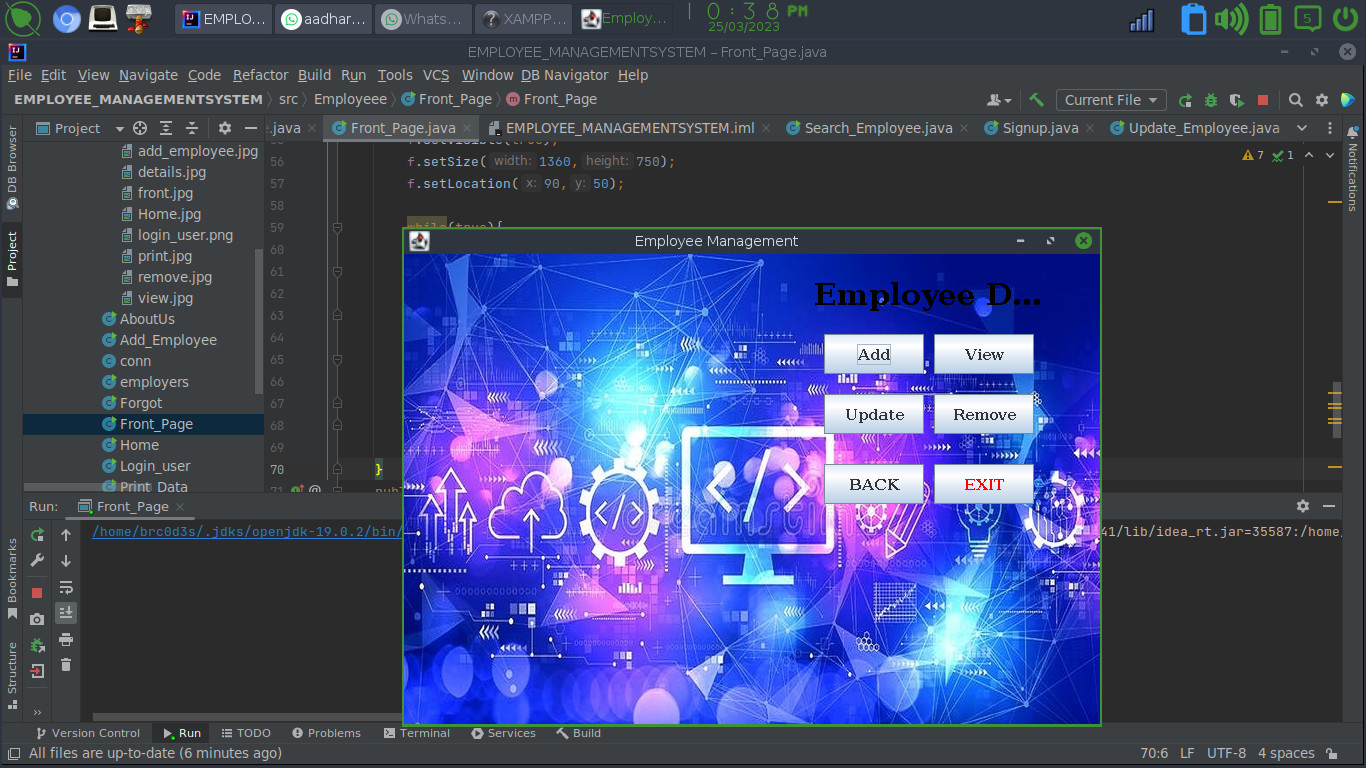 EMPLO...
aadhar...
Whats...
XAMPP...
Employ...
0:38 PM
25/03/2023
5
EMPLOYEE_MANAGEMENTSYSTEM – Front_Page.java
File Edit View Navigate Code Refactor Build Run Tools VCS Window DB Navigator Help
EMPLOYEE_MANAGEMENTSYSTEM src Employeee Front_Page Front_Page
Current File
Project
.java
Front_Page.java
EMPLOYEE_MANAGEMENTSYSTEM.iml
Search_Employee.java
Signup.java
Update_Employee.java
DB Browser
Project
Bookmarks
Structure
Notifications
add_employee.jpg
details.jpg
front.jpg
Home.jpg
login_user.png
print.jpg
remove.jpg
view.jpg
AboutUs
Add_Employee
conn
employers
Forgot
Front_Page
Home
Login_user
Print_Data
7 1
56 f.setSize( width: 1360, height: 750);
57 f.setLocation( x: 90, y: 50);
58
59 while(true){
60
61
62
63
64
65
66
67
68
69
70 }
71
Employee Management
Employee D...
Add
View
Update
Remove
BACK
EXIT
Run: Front_Page
/home/brc0d3s/.jdks/openjdk-19.0.2/bin/
41/lib/idea_rt.jar=35587:/home/
Version Control Run TODO Problems Terminal Services Build
All files are up-to-date (6 minutes ago)
70:6 LF UTF-8 4 spaces